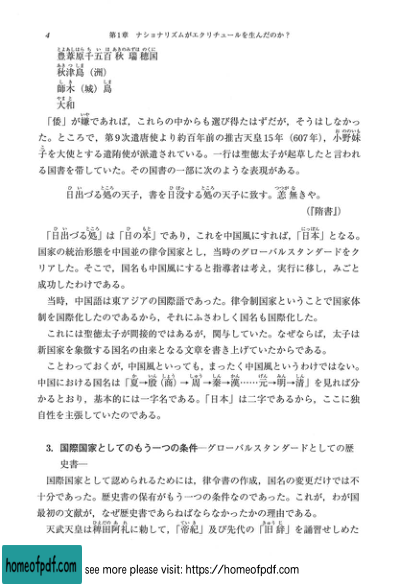 4　第1章　ナショナリズムがエクリチュールを生んだのか？
豊葦原千五百秋瑞穂国
秋津島（洲）
師木（城）島
大和
「倭」が嫌であれば，これらの中からも選び得たはずだが，そうはしなかっ
た。ところで，第9次遣唐使より約百年前の推古天皇15年（607年），小野妹
子を大使とする遣隋使が派遣されている。一行は聖徳太子が起草したと言われ
る国書を帯していた。その国書の一部に次のような表現がある。
日出づる処の天子，書を日没する処の天子に致す。恙無きや。
（『隋書』）
「日出づる処」は「日の本」であり，これを中国風にすれば，「日本」となる。
国家の統治形態を中国並の律令国家とし，当時のグローバルスタンダードをク
リアした。そこで，国名も中国風にすると指導者は考え，実行に移し，みごと
成功したわけである。
当時，中国語は東アジアの国際語であった。律令制国家ということで国家体
制を国際化したのであるから，それにふさわしく国名も国際化した。
これには聖徳太子が間接的ではあるが，関与していた。なぜならば，太子は
新国家を象徴する国名の由来となる文章を書き上げていたからである。
ことわっておくが，中国風といっても，まったく中国風というわけではない。
中国における国名は「夏→殷（商）→周→秦→漢……元→明→清」を見れば分
かるとおり，基本的には一字名である。「日本」は二字であるから，ここに独
自性を主張していたのである。
3．国際国家としてのもう一つの条件―グローバルスタンダードとしての歴
史書―
国際国家として認められるためには，律令書の作成，国名の変更だけでは不
十分であった。歴史書の保有がもう一つの条件なのであった。これが，わが国
最初の文献が，なぜ歴史書であらねばならなかったかの理由である。
天武天皇は稗田阿礼に勅して，「帝紀」及び先代の「旧辞」を誦習せしめた
homeofpdf.com
see more please visit: https://homeofpdf.com